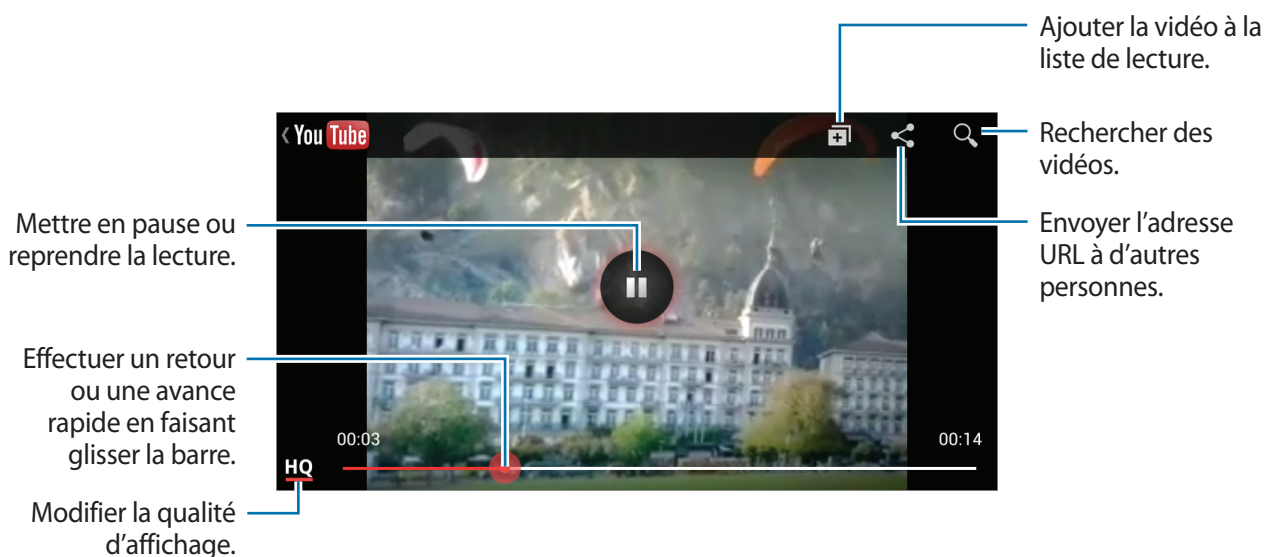 Ajouter la vidéo à la
liste de lecture.
‹ You Tube
Rechercher des
vidéos.
Mettre en pause ou
reprendre la lecture.
Envoyer l’adresse
URL à d’autres
personnes.
Effectuer un retour
ou une avance
rapide en faisant
glisser la barre.
00:03
00:14
HQ
Modifier la qualité
d’affichage.